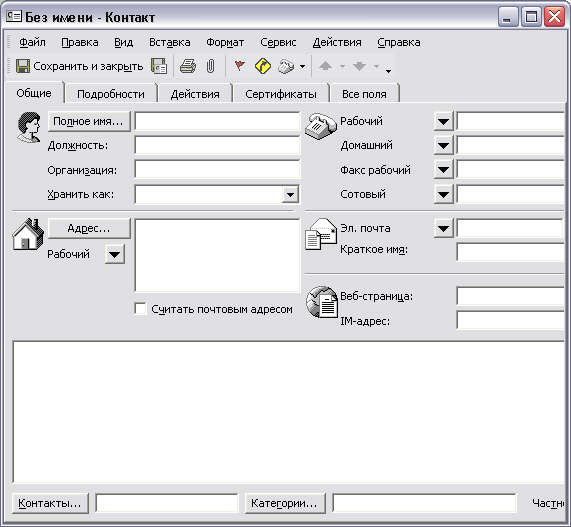 Без имени - Контакт
Файл Правка Вид Вставка Формат Сервис Действия Справка
Сохранить и закрыть
Общие Подробности Действия Сертификаты Все поля
Полное имя... Рабочий
Должность: Домашний
Организация: Факс рабочий
Хранить как: Сотовый
Адрес... Эл. почта
Рабочий Краткое имя:
Веб-страница:
Считать почтовым адресом
IM-адрес:
Контакты... Категории... Частн